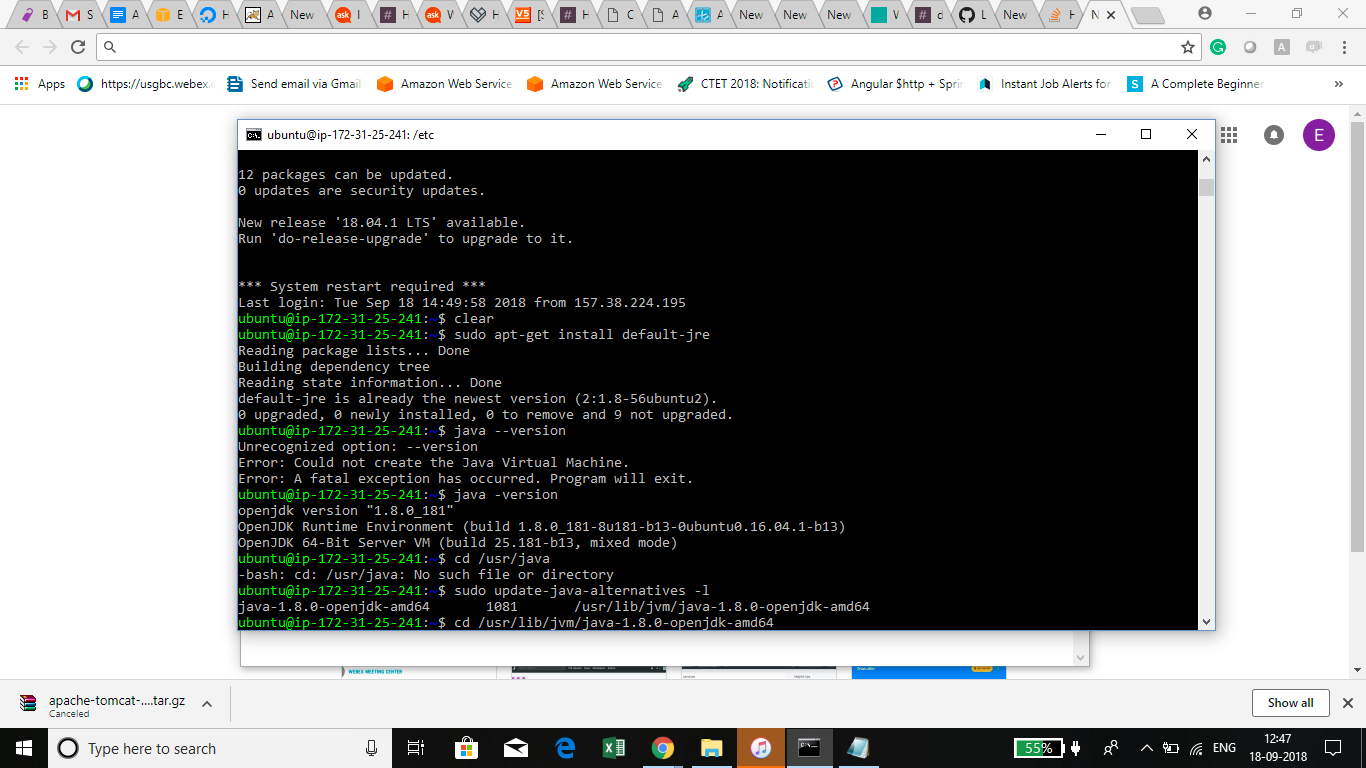 B S A E H A New ask I # H ask W H V5 [S # H C A A New New New W # d L New H N
Apps https://usgbc.webex.c Send email via Gmail Amazon Web Service Amazon Web Service CTET 2018: Notificati Angular $http + Sprin Instant Job Alerts for A Complete Beginner »
ubuntu@ip-172-31-25-241: /etc
E
12 packages can be updated.
0 updates are security updates.
New release '18.04.1 LTS' available.
Run 'do-release-upgrade' to upgrade to it.
*** System restart required ***
Last login: Tue Sep 18 14:49:58 2018 from 157.38.224.195
ubuntu@ip-172-31-25-241:~$ clear
ubuntu@ip-172-31-25-241:~$ sudo apt-get install default-jre
Reading package lists... Done
Building dependency tree
Reading state information... Done
default-jre is already the newest version (2:1.8-56ubuntu2).
0 upgraded, 0 newly installed, 0 to remove and 9 not upgraded.
ubuntu@ip-172-31-25-241:~$ java --version
Unrecognized option: --version
Error: Could not create the Java Virtual Machine.
Error: A fatal exception has occurred. Program will exit.
ubuntu@ip-172-31-25-241:~$ java -version
openjdk version "1.8.0_181"
OpenJDK Runtime Environment (build 1.8.0_181-8u181-b13-0ubuntu0.16.04.1-b13)
OpenJDK 64-Bit Server VM (build 25.181-b13, mixed mode)
ubuntu@ip-172-31-25-241:~$ cd /usr/java
-bash: cd: /usr/java: No such file or directory
ubuntu@ip-172-31-25-241:~$ sudo update-java-alternatives -l
java-1.8.0-openjdk-amd64 1081 /usr/lib/jvm/java-1.8.0-openjdk-amd64
ubuntu@ip-172-31-25-241:~$ cd /usr/lib/jvm/java-1.8.0-openjdk-amd64
WEBEX MEETING CENTER
apache-tomcat-....tar.gz
Canceled
Show all
Type here to search
55%
ENG
12:47
18-09-2018